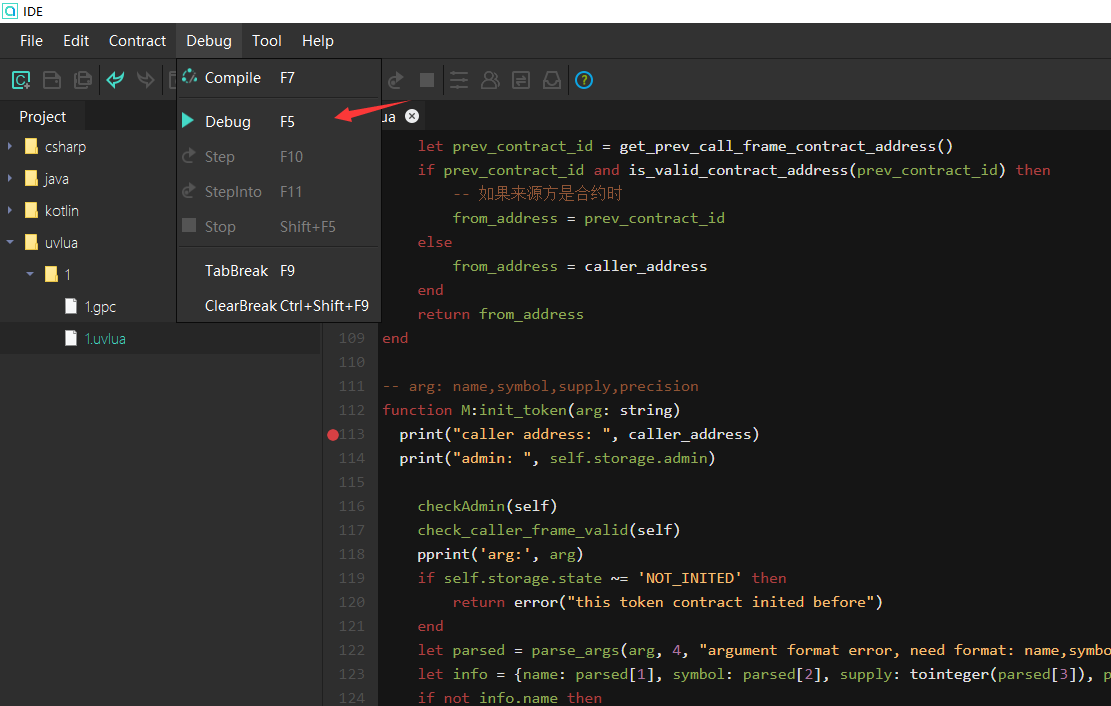 IDE
File Edit Contract Debug Tool Help
Compile F7
Debug F5
Step F10
StepInto F11
Stop Shift+F5
TabBreak F9
ClearBreak Ctrl+Shift+F9
Project
csharp
java
kotlin
uvlua
1
1.gpc
1.uvlua
ua
let prev_contract_id = get_prev_call_frame_contract_address()
if prev_contract_id and is_valid_contract_address(prev_contract_id) then
-- 如果来源方是合约时
from_address = prev_contract_id
else
from_address = caller_address
end
return from_address
109 end
110
111 -- arg: name,symbol,supply,precision
112 function M:init_token(arg: string)
113 print("caller address: ", caller_address)
114 print("admin: ", self.storage.admin)
115
116 checkAdmin(self)
117 check_caller_frame_valid(self)
118 pprint('arg:', arg)
119 if self.storage.state ~= 'NOT_INITED' then
120 return error("this token contract inited before")
121 end
122 let parsed = parse_args(arg, 4, "argument format error, need format: name,symbo
123 let info = {name: parsed[1], symbol: parsed[2], supply: tointeger(parsed[3]), p
124 if not info.name then